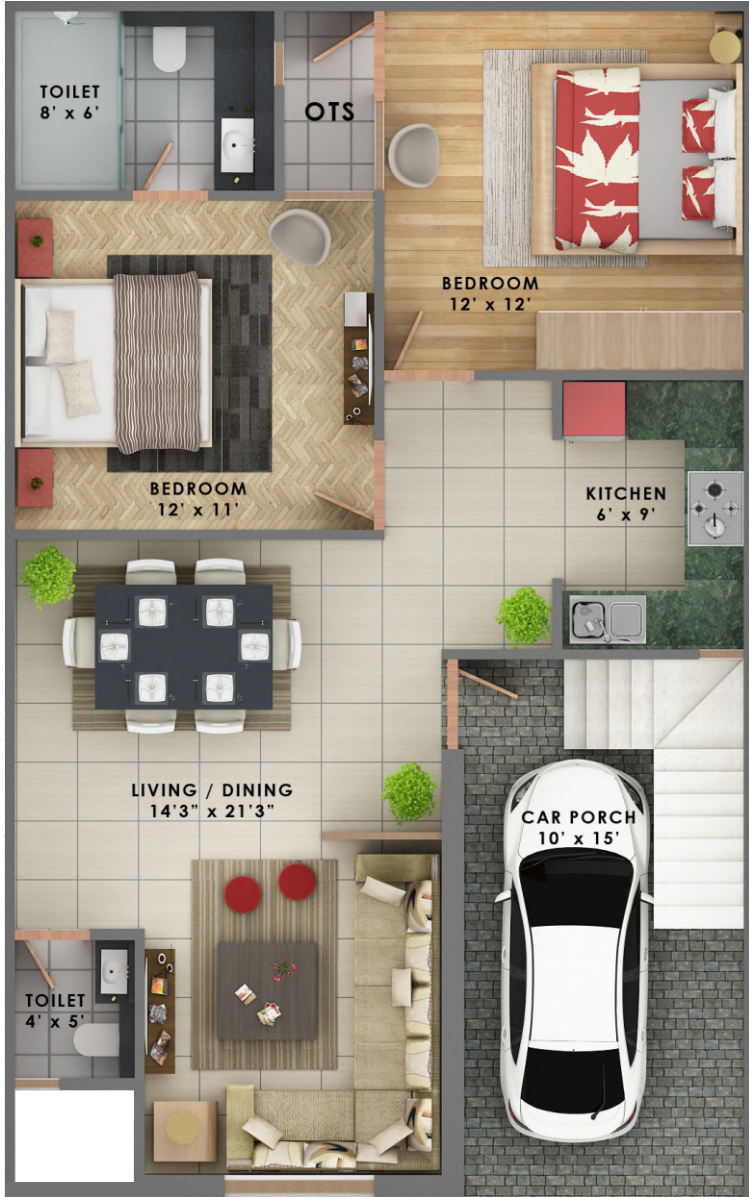 TOILET
8' x 6'
OTS
BEDROOM
12' x 12'
BEDROOM
12' x 11'
KITCHEN
6' x 9'
LIVING / DINING
14'3” x 21'3”
CAR PORCH
10' x 15'
TOILET
4' x 5'